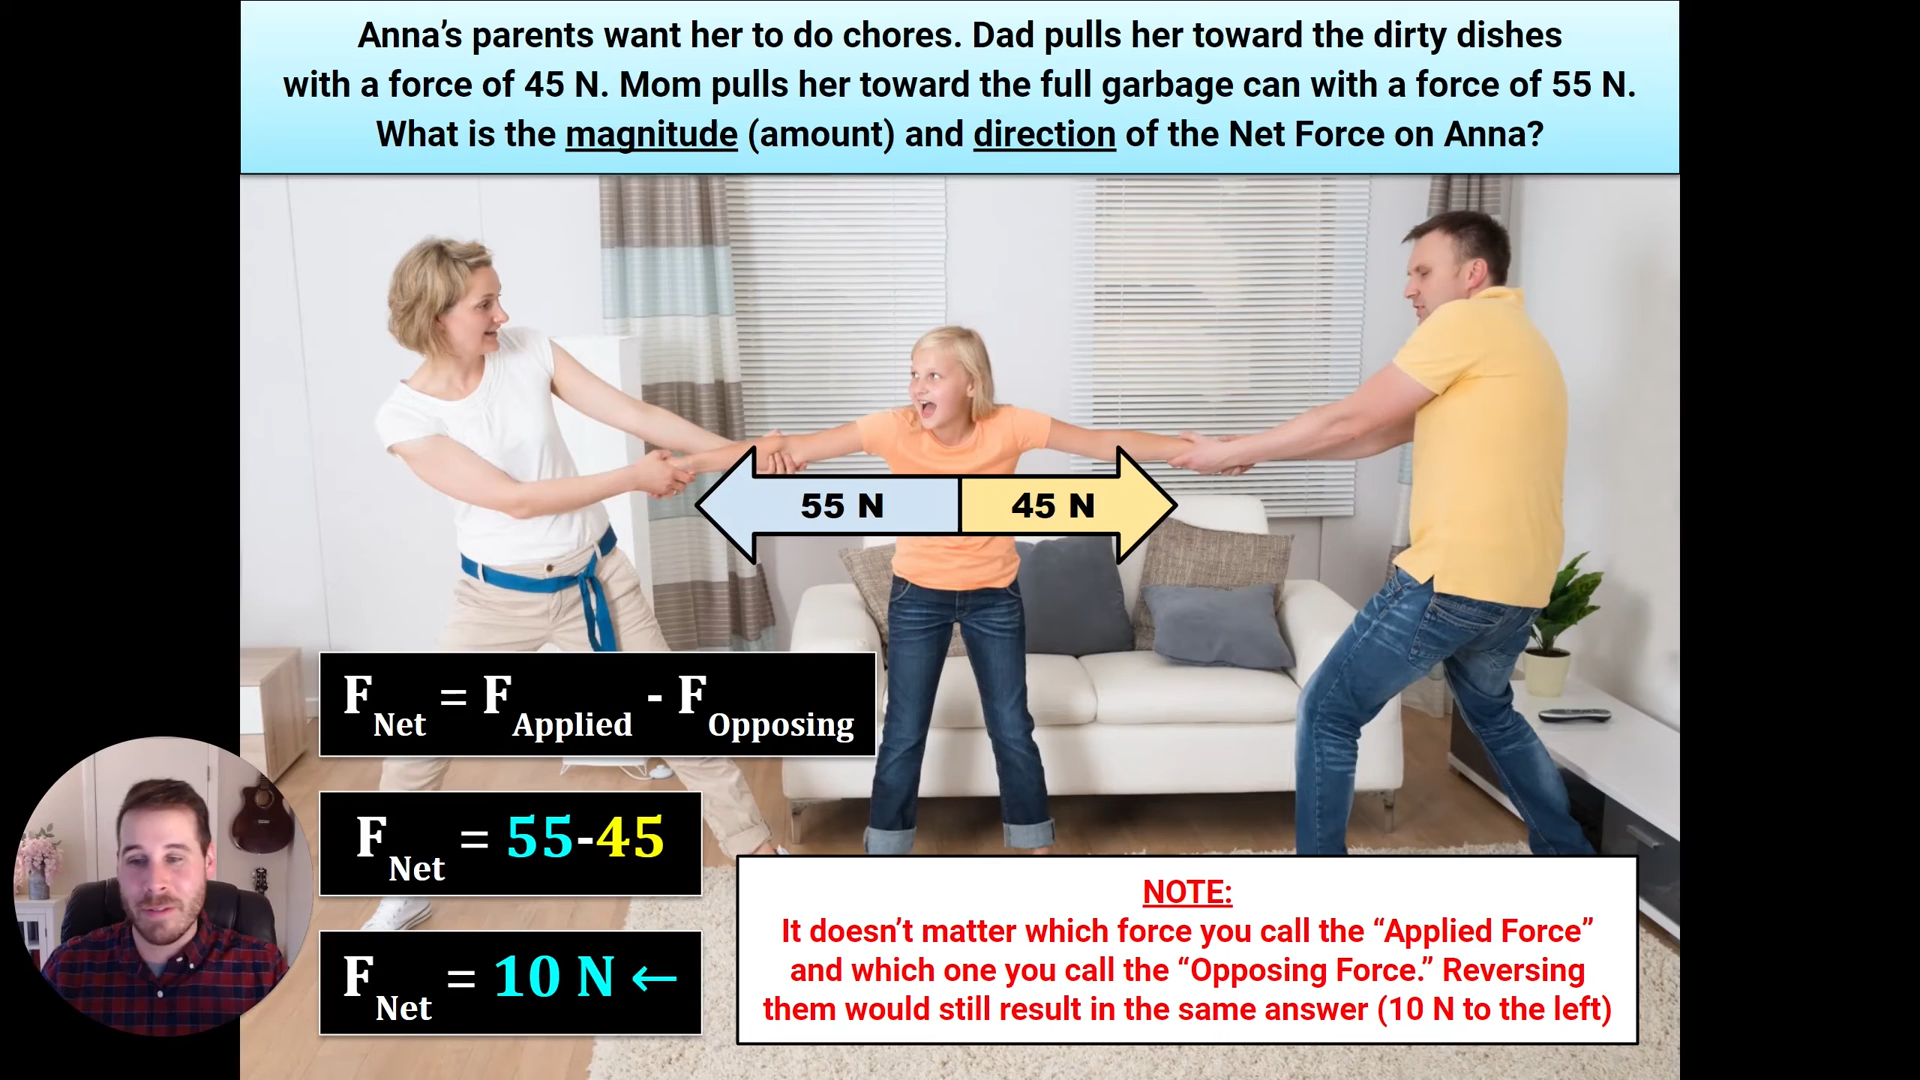 Anna’s parents want her to do chores. Dad pulls her toward the dirty dishes
with a force of 45 N. Mom pulls her toward the full garbage can with a force of 55 N.
What is the magnitude (amount) and direction of the Net Force on Anna?
55 N
45 N
F Net = F Applied - F Opposing
F Net = 55-45
F Net = 10 N ←
NOTE:
It doesn’t matter which force you call the “Applied Force”
and which one you call the “Opposing Force.” Reversing
them would still result in the same answer (10 N to the left)